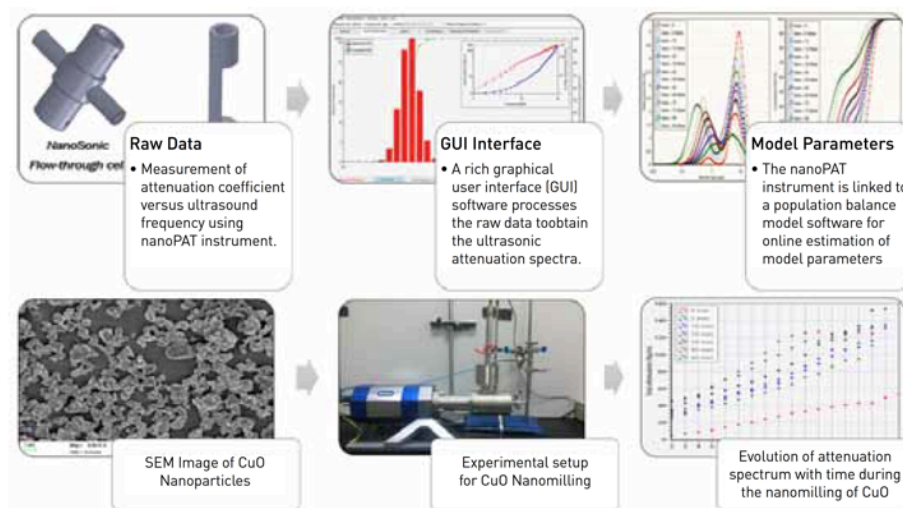 NanoSonic
Flow-through cell
Raw Data
• Measurement of
attenuation coefficient
versus ultrasound
frequency using
nanoPAT instrument.
GUI Interface
• A rich graphical
user interface (GUI)
software processes
the raw data toobtain
the ultrasonic
attenuation spectra.
Model Parameters
• The nanoPAT
instrument is linked to
a population balance
model software for
online estimation of
model parameters
SEM Image of CuO
Nanoparticles
Experimental setup
for CuO Nanomilling
Evolution of attenuation
spectrum with time during
the nanomilling of CuO